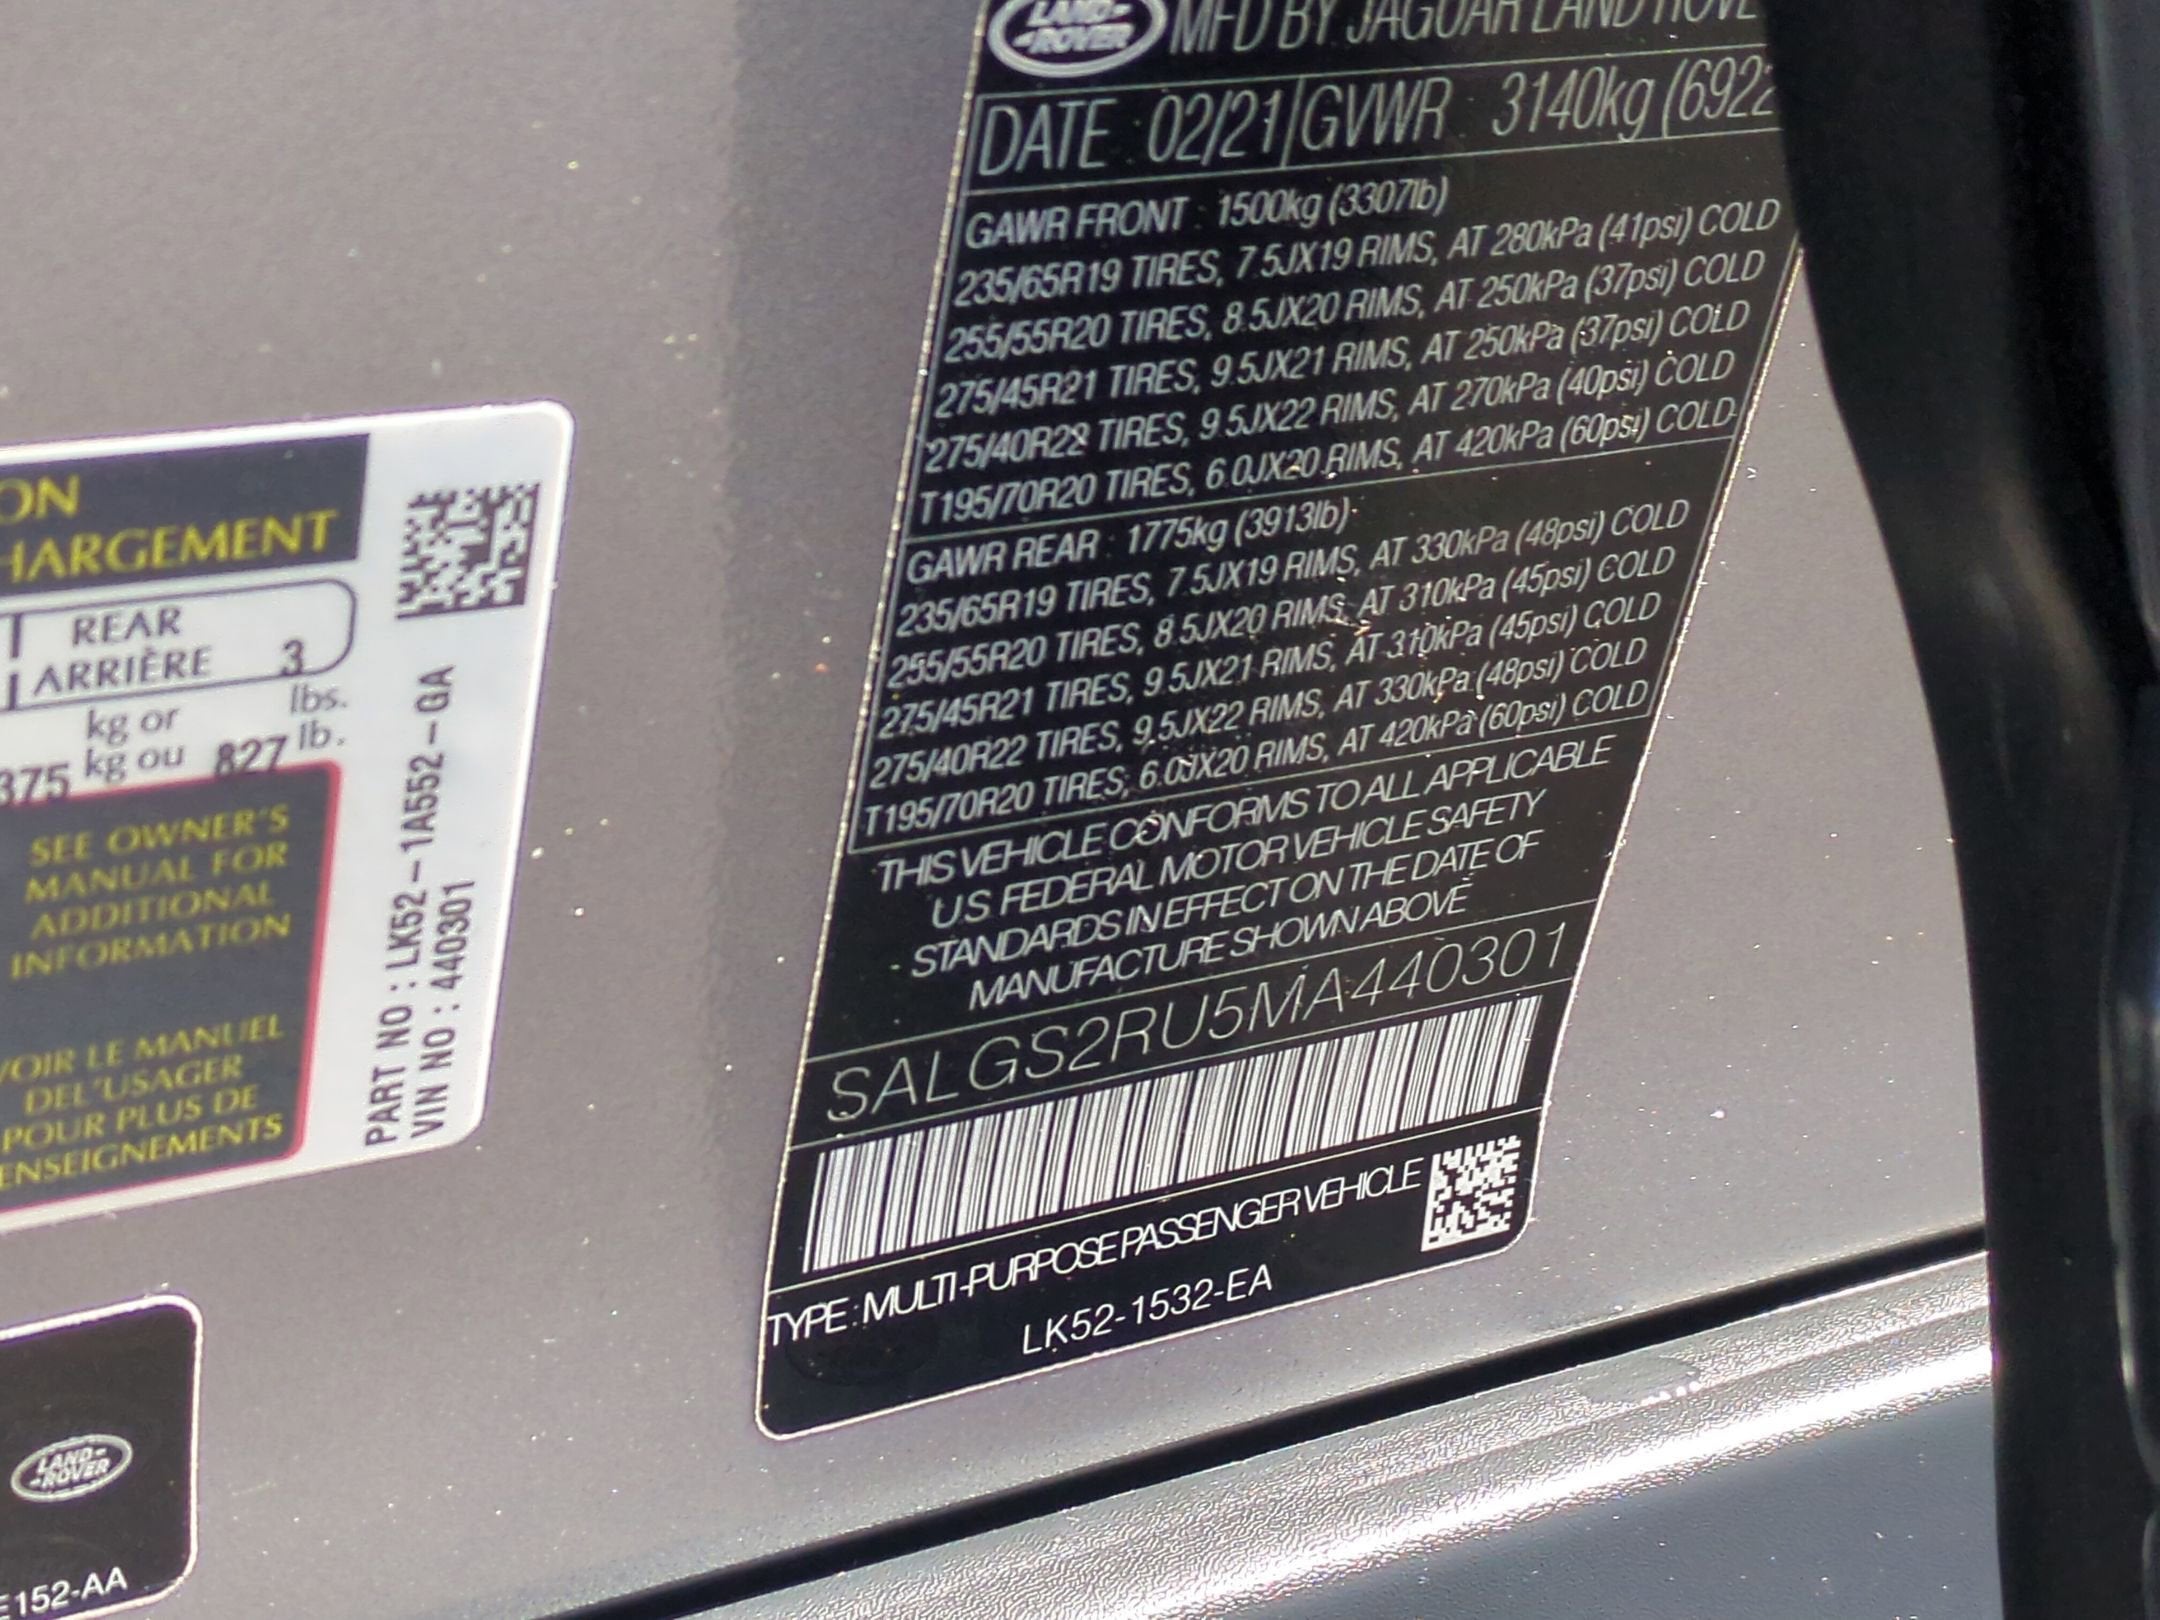 LAND-
-ROVER
MFD BY JAGUAR LAND
DATE : 02/21 GVWR : 3140kg (6922
GAWR FRONT : 1500kg (3307lb)
235/65R19 TIRES, 7.5JX19 RIMS, AT 280kPa (41psi) COLD
255/55R20 TIRES, 8.5JX20 RIMS, AT 250kPa (37psi) COLD
275/45R21 TIRES, 9.5JX21 RIMS, AT 250kPa (37psi) COLD
275/40R22 TIRES, 9.5JX22 RIMS, AT 270kPa (40psi) COLD
T195/70R20 TIRES, 6.0JX20 RIMS, AT 420kPa (60psi) COLD
GAWR REAR : 1775kg (3913lb)
235/65R19 TIRES, 7.5JX19 RIMS, AT 330kPa (48psi) COLD
255/55R20 TIRES, 8.5JX20 RIMS, AT 310kPa (45psi) COLD
275/45R21 TIRES, 9.5JX21 RIMS, AT 310kPa (45psi) COLD
275/40R22 TIRES, 9.5JX22 RIMS, AT 330kPa (48psi) COLD
T195/70R20 TIRES, 6.0JX20 RIMS, AT 420kPa (60psi) COLD
THIS VEHICLE CONFORMS TO ALL APPLICABLE
U.S FEDERAL MOTOR VEHICLE SAFETY
STANDARDS IN EFFECT ON THE DATE OF
MANUFACTURE SHOWN ABOVE
SALGS2RU5MA440301
TYPE : MULTI-PURPOSE PASSENGER VEHICLE
LK52-1532-EA
ON
HARGEMENT
REAR
ARRIÈRE 3
kg or lbs.
375 kg ou 827 lb.
SEE OWNER'S
MANUAL FOR
ADDITIONAL
INFORMATION
VOIR LE MANUEL
DEL'USAGER
POUR PLUS DE
ENSEIGNEMENTS
PART NO : LK52-1A552-GA
VIN NO : 440301
LAND-
-ROVER
E152-AA